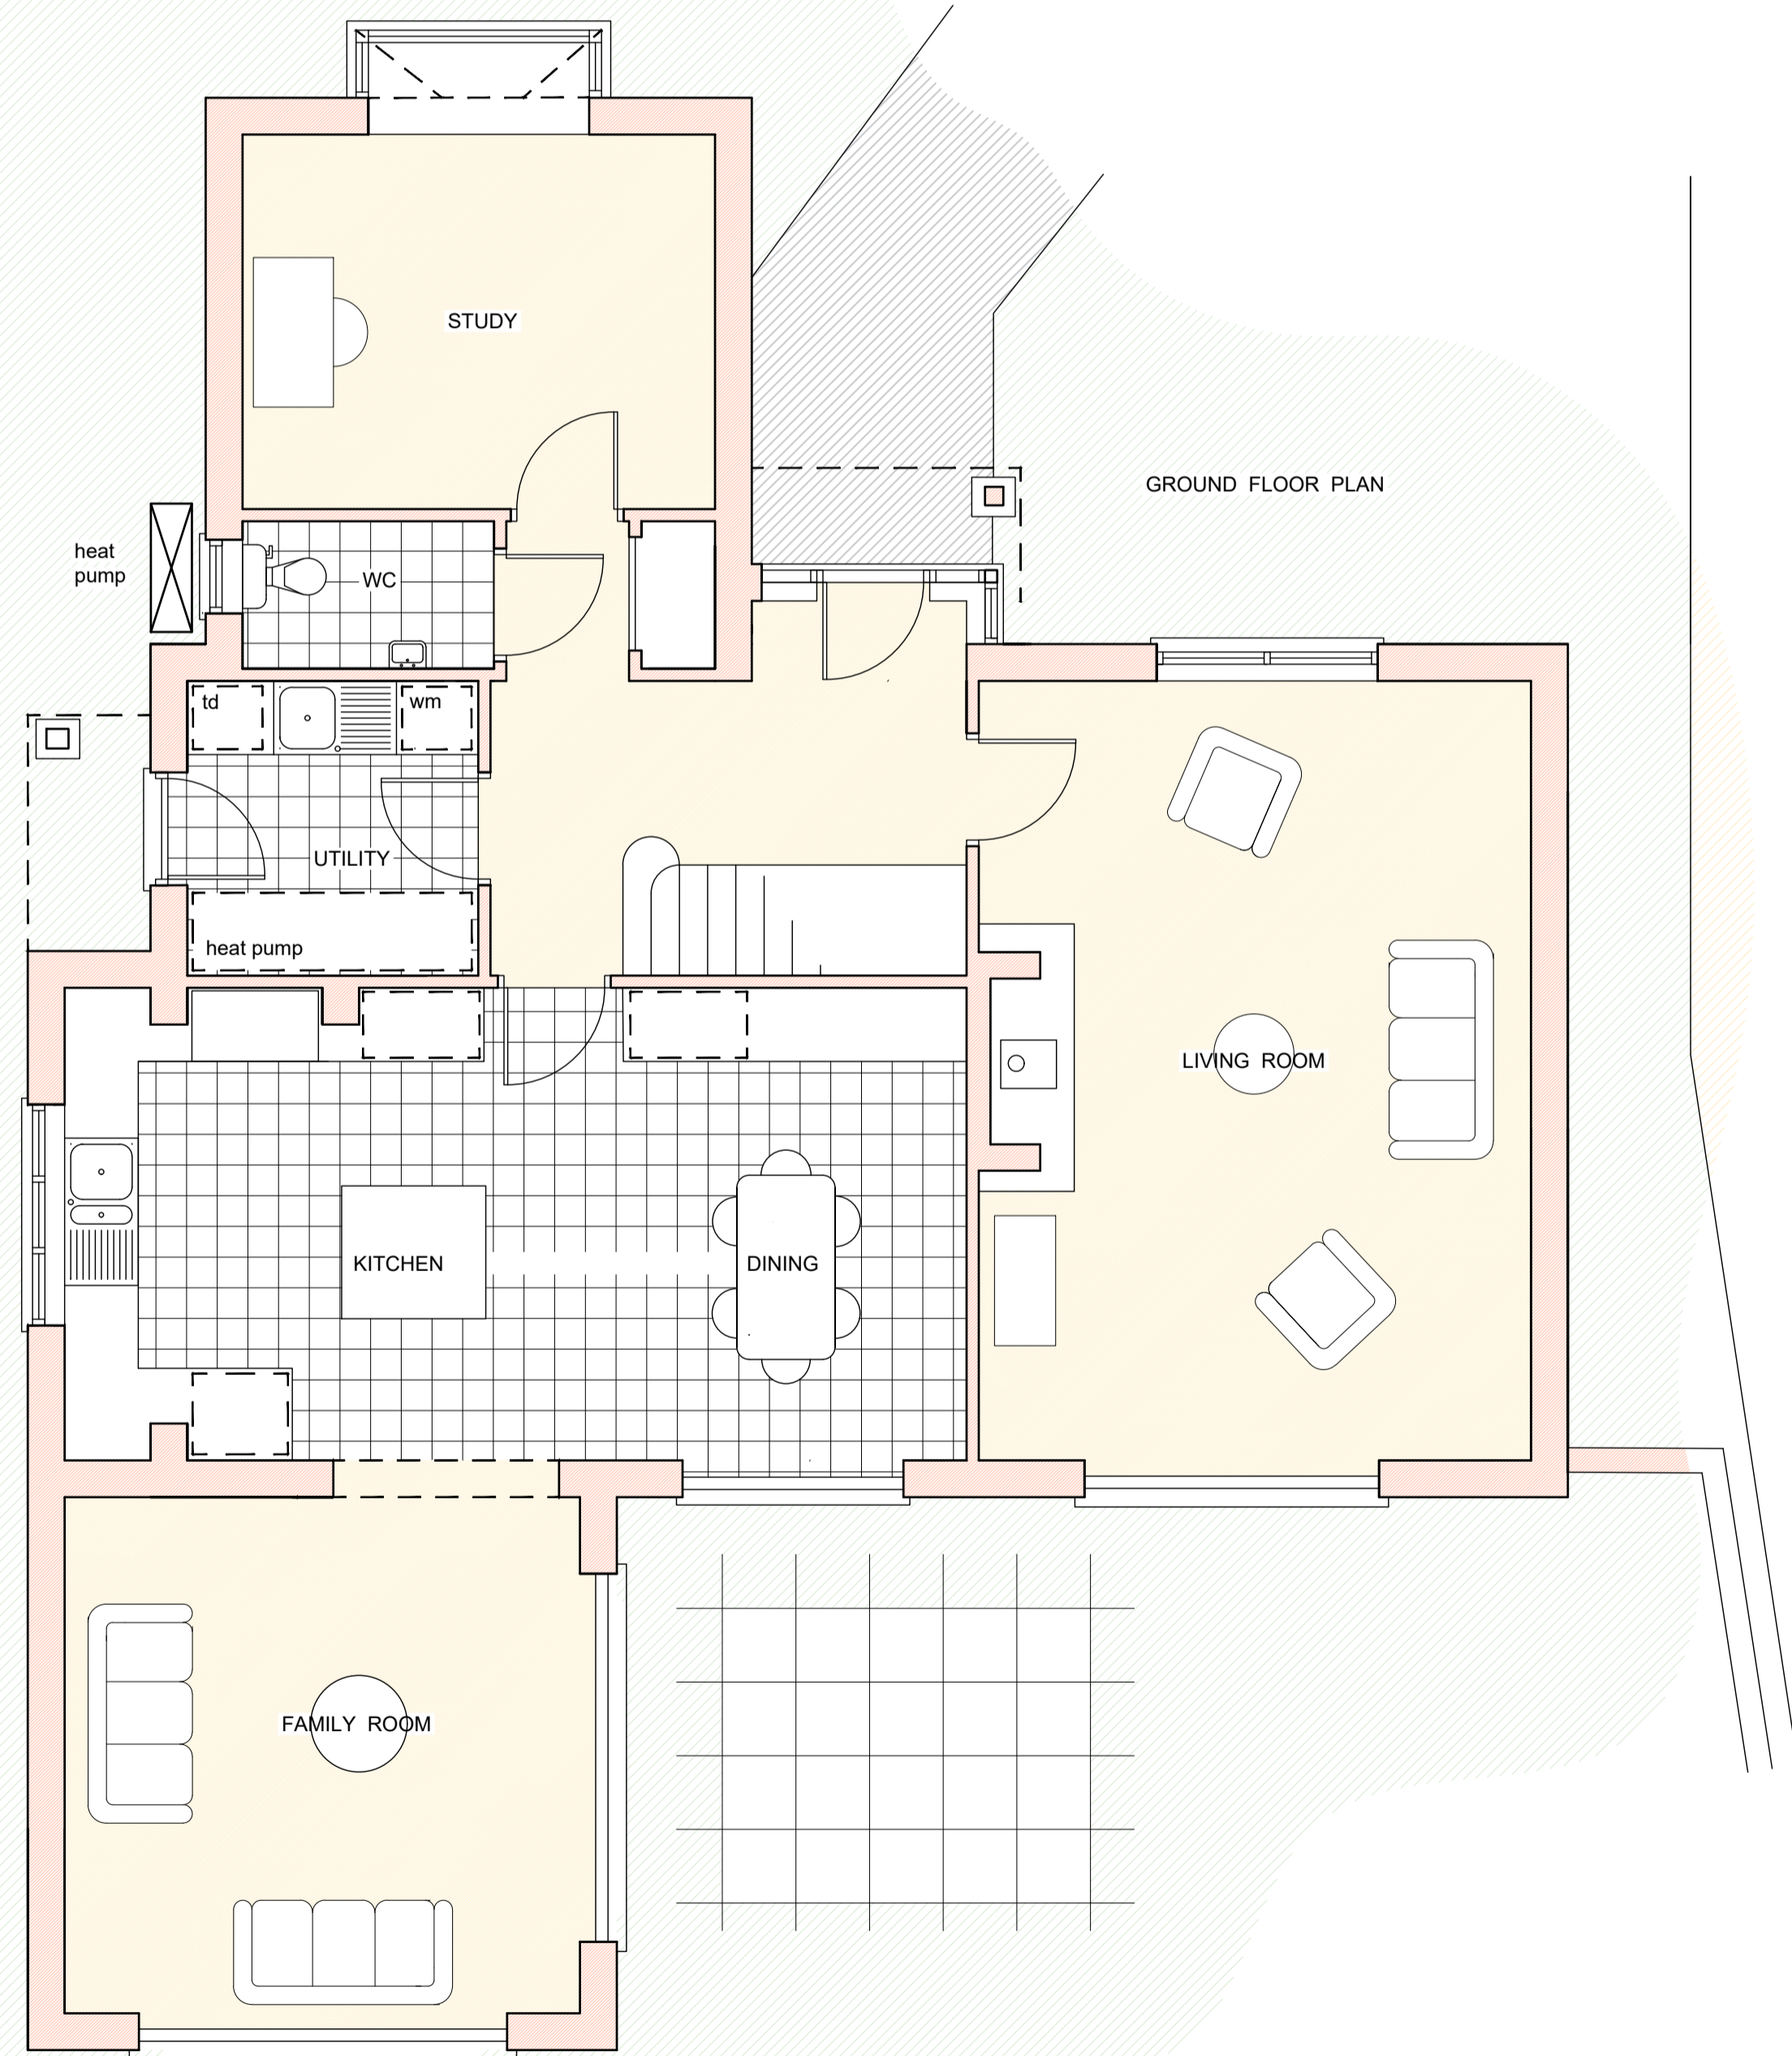 STUDY
GROUND FLOOR PLAN
heat
pump
WC
td
wm
UTILITY
heat pump
LIVING ROOM
KITCHEN
DINING
FAMILY ROOM